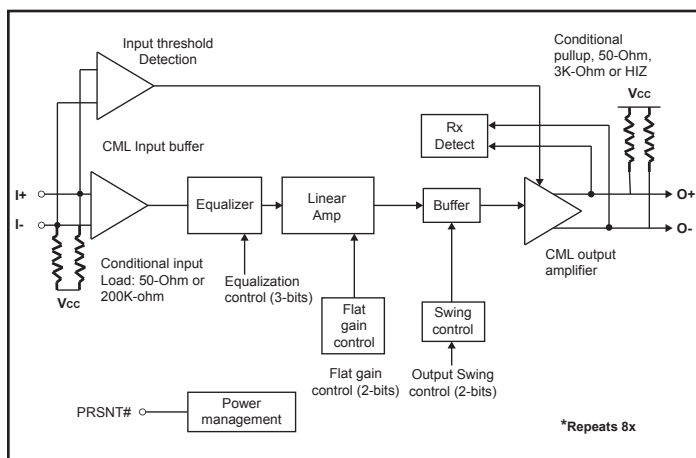 Input threshold
Detection
Conditional
pullup, 50-Ohm,
3K-Ohm or HIZ
Vcc
Rx
Detect
CML Input buffer
I+
I-
Equalizer
Linear
Amp
Buffer
O+
O-
CML output
amplifier
Conditional input
Load: 50-Ohm or
200K-ohm
Vcc
Equalization
control (3-bits)
Flat
gain
control
Swing
control
Flat gain
control (2-bits)
Output Swing
control (2-bits)
PRSNT#
Power
management
*Repeats 8x